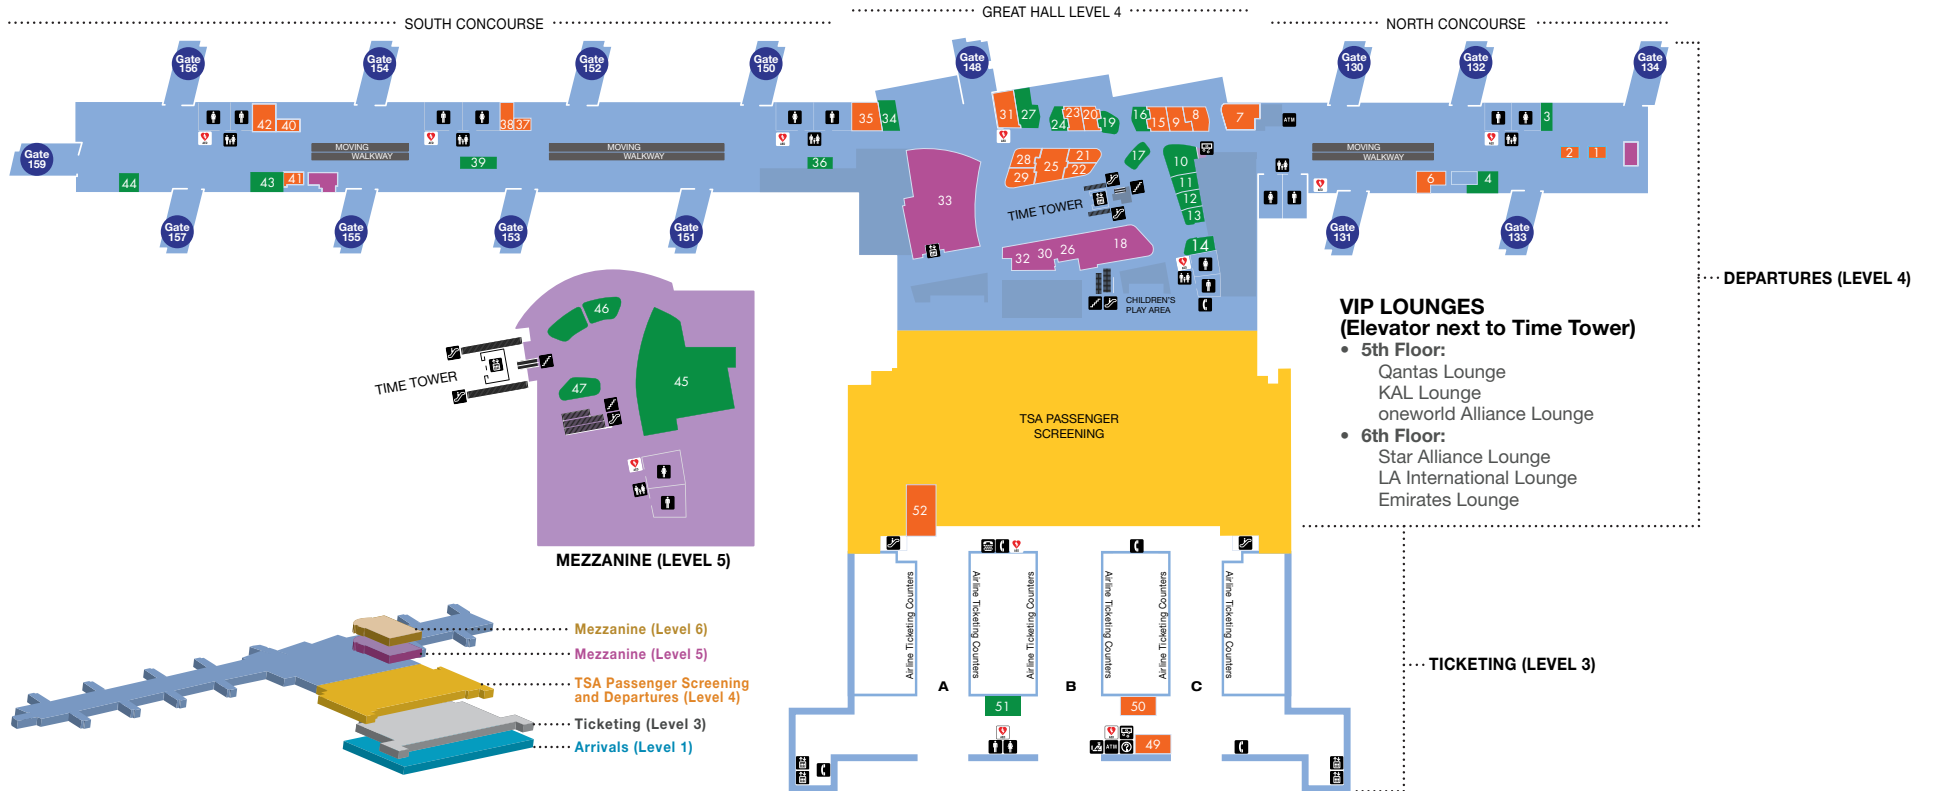 SOUTH CONCOURSE
GREAT HALL LEVEL 4
NORTH CONCOURSE
Gate
156
Gate
154
Gate
152
Gate
150
Gate
148
Gate
130
Gate
132
Gate
134
42
40
38
37
35
34
31
27
24
23
20
19
16
15
9
8
7
ATM
3
2
1
Gate
159
MOVING
WALKWAY
MOVING
WALKWAY
MOVING
WALKWAY
39
36
44
43
41
28
29
25
21
22
17
10
11
12
13
14
6
4
33
TIME TOWER
32
30
26
18
Gate
157
Gate
155
Gate
153
Gate
151
Gate
131
Gate
133
CHILDREN'S
PLAY AREA
DEPARTURES (LEVEL 4)
VIP LOUNGES
(Elevator next to Time Tower)
• 5th Floor:
Qantas Lounge
KAL Lounge
oneworld Alliance Lounge
• 6th Floor:
Star Alliance Lounge
LA International Lounge
Emirates Lounge
46
TIME TOWER
47
45
MEZZANINE (LEVEL 5)
TSA PASSENGER
SCREENING
52
Airline Ticketing Counters
Airline Ticketing Counters
Airline Ticketing Counters
Airline Ticketing Counters
Airline Ticketing Counters
Airline Ticketing Counters
A
B
C
51
50
49
ATM
TICKETING (LEVEL 3)
Mezzanine (Level 6)
Mezzanine (Level 5)
TSA Passenger Screening
and Departures (Level 4)
Ticketing (Level 3)
Arrivals (Level 1)